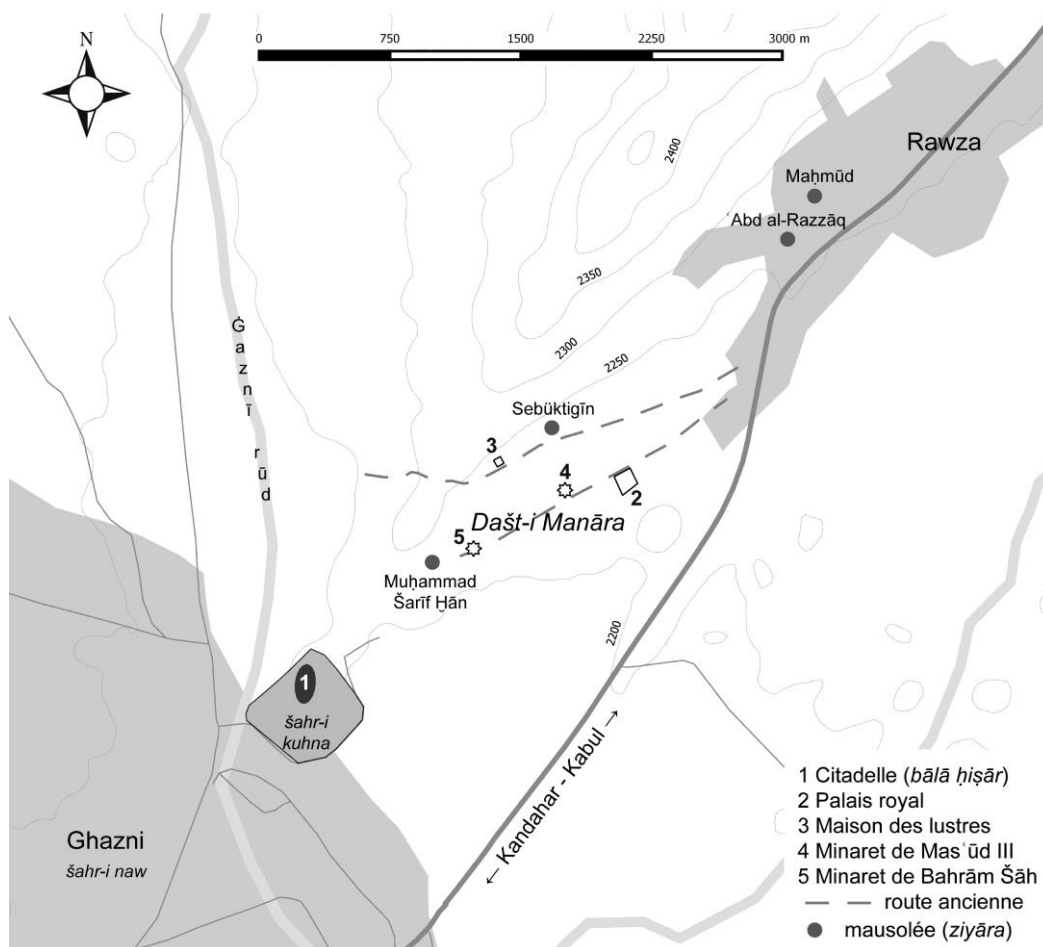 N
0 750 1500 2250 3000 m
Rawza
2400
Maḥmūd
ʿAbd al-Razzāq
2350
Ġaznī rūd
2300
2250
Sebüktigīn
3
4
2
Dašt-i Manāra
5
Muḥammad
Šarīf Ḫān
2200
1
šahr-i
kuhna
← Kandahar - Kabul →
Ghazni
šahr-i naw
1 Citadelle (bālā ḥiṣār)
2 Palais royal
3 Maison des lustres
4 Minaret de Masʿūd III
5 Minaret de Bahrām Šāh
route ancienne
mausolée (ziyāra)